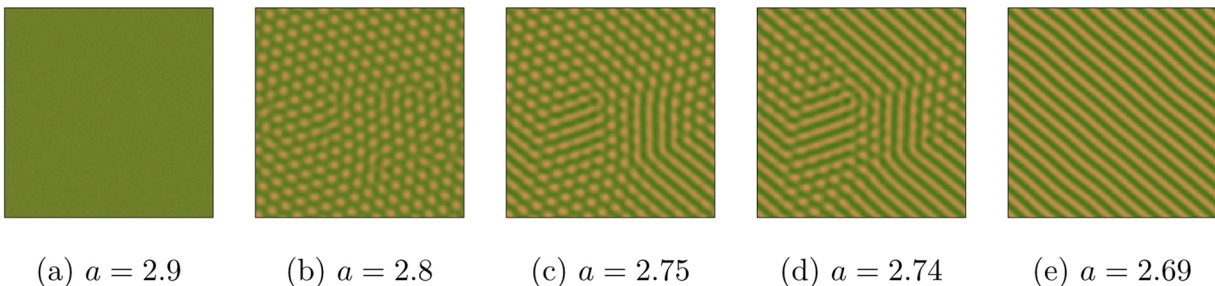 (a) a = 2.9 (b) a = 2.8 (c) a = 2.75 (d) a = 2.74 (e) a = 2.69